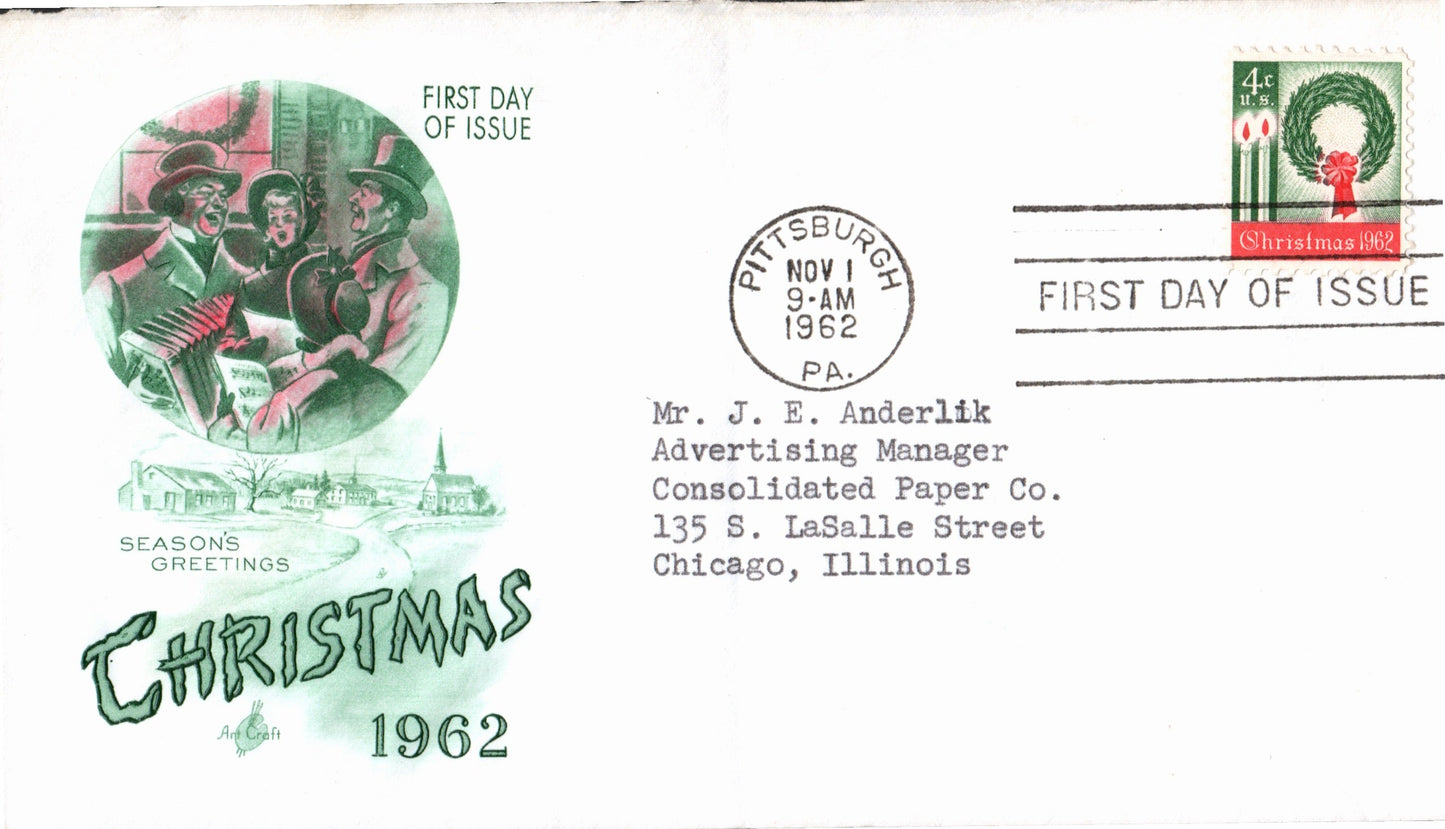 FIRST DAY
OF ISSUE
4c
U.S.
Christmas 1962
PITTSBURGH
NOV 1
9-AM
1962
PA.
FIRST DAY OF ISSUE
Mr. J. E. Anderlik
Advertising Manager
Consolidated Paper Co.
135 S. LaSalle Street
Chicago, Illinois
SEASON'S
GREETINGS
CHRISTMAS
1962
Art Craft